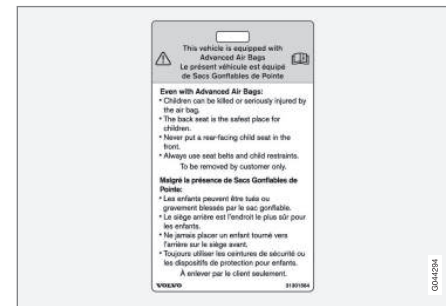 This vehicle is equipped with
Advanced Air Bags
Le présent véhicule est équipé
de Sacs Gonflables de Pointe
Even with Advanced Air Bags:
• Children can be killed or seriously injured by
the air bag.
• The back seat is the safest place for
children.
• Never put a rear-facing child seat in the
front.
• Always use seat belts and child restraints.
To be removed by customer only.
Malgré la présence de Sacs Gonflables de
Pointe:
• Les enfants peuvent être tués ou
gravement blessés par le sac gonflable.
• Le siège arrière est l'endroit le plus sûr pour
les enfants.
• Ne jamais placer un enfant tourné vers
l'arrière sur le siège avant.
• Toujours utiliser les ceintures de sécurité ou
les dispositifs de protection pour enfants.
À enlever par le client seulement.
VOLVO 31201564
G044294